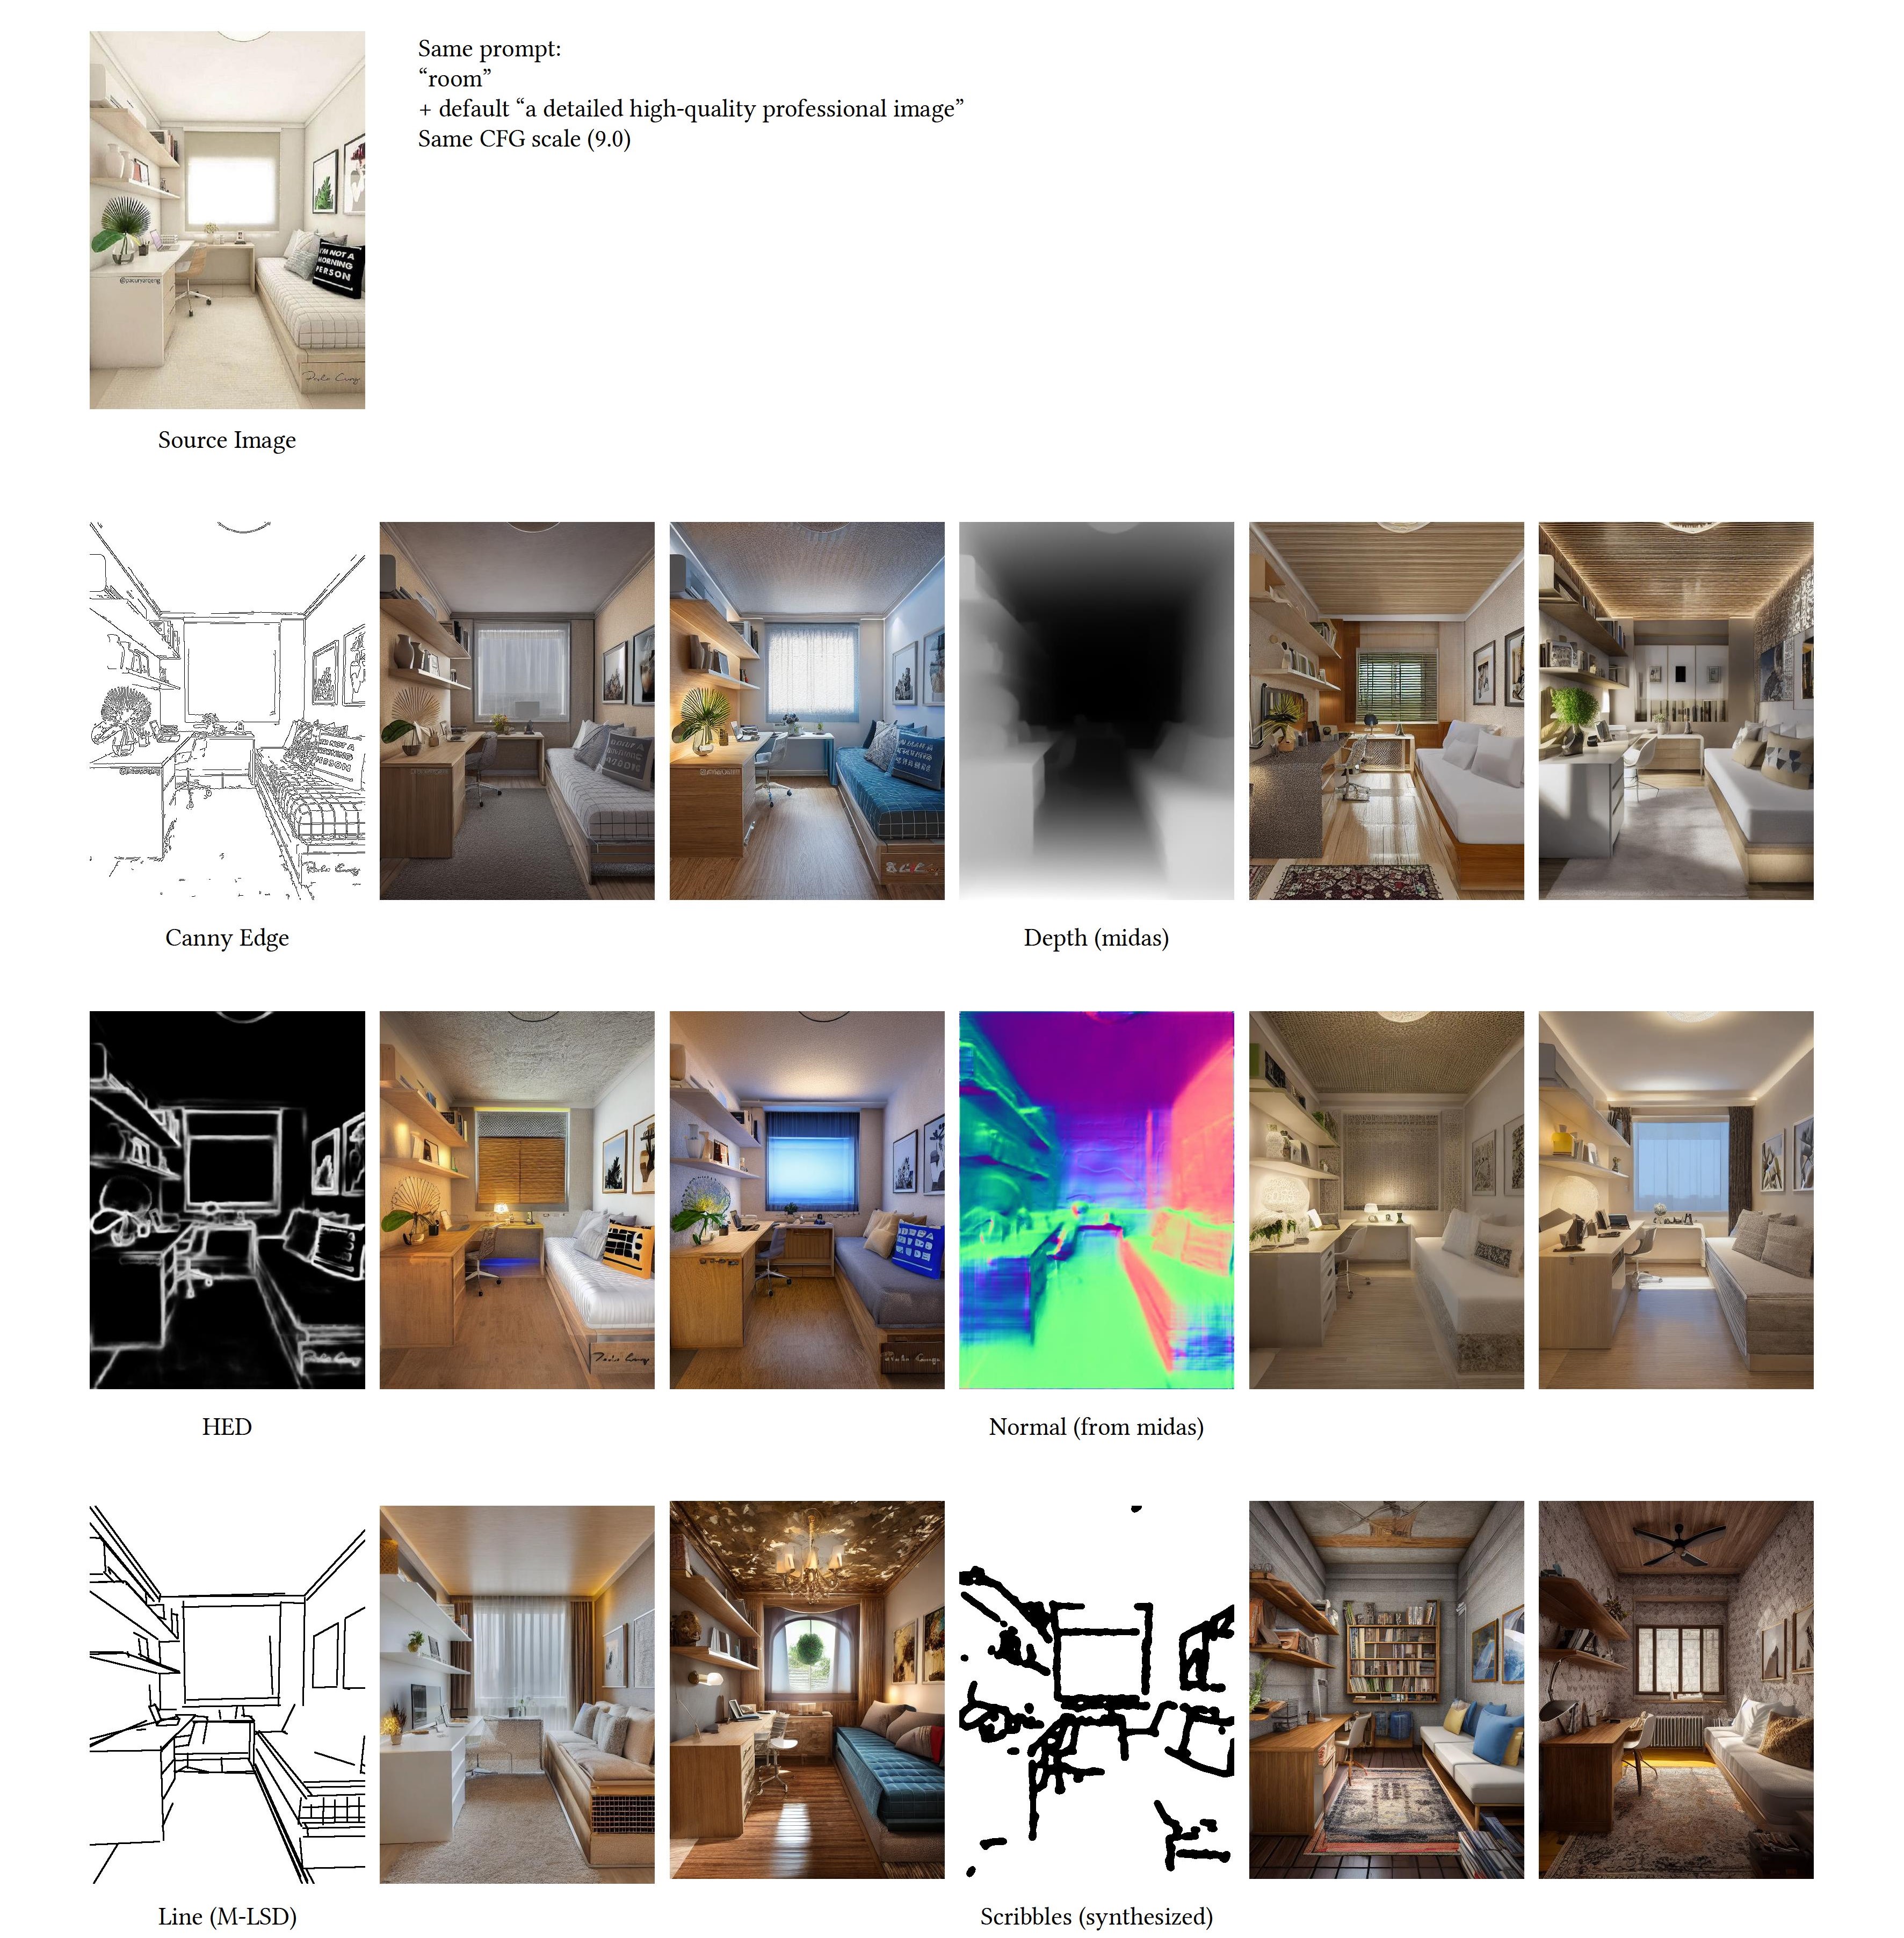 Same prompt:
“room”
+ default “a detailed high-quality professional image”
Same CFG scale (9.0)
I'M NOT A
MORNING
PERSON
Source Image
Canny Edge
Depth (midas)
HED
Normal (from midas)
Line (M-LSD)
Scribbles (synthesized)